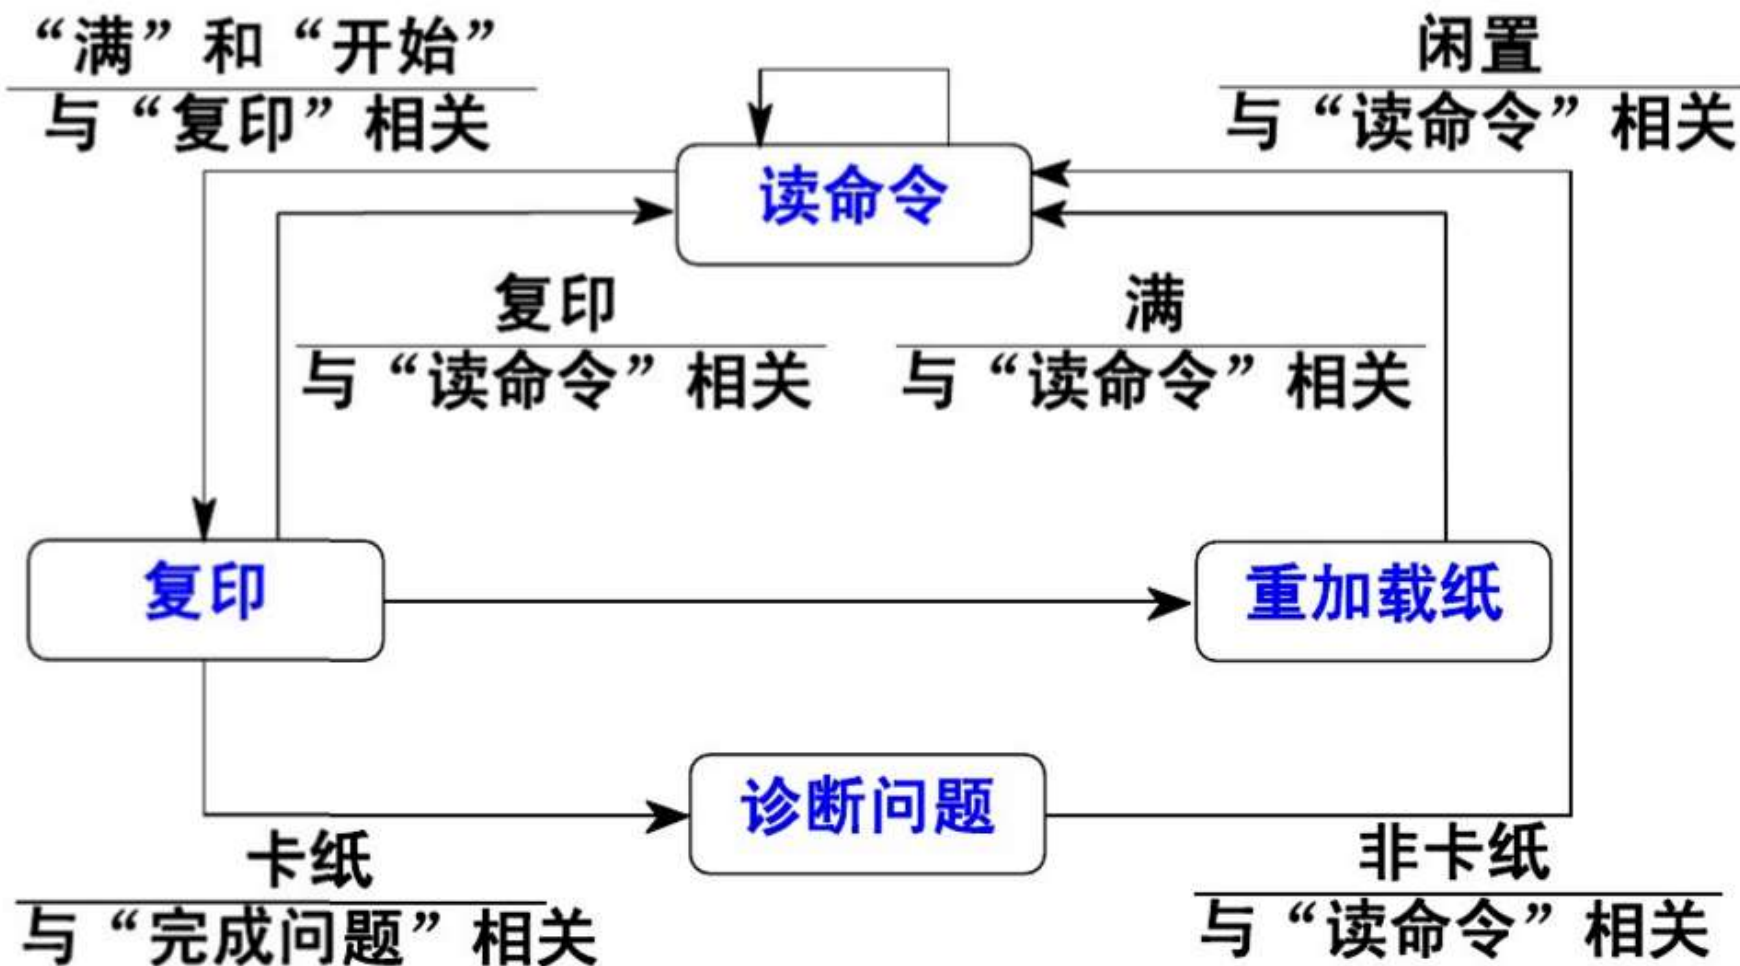 “满”和“开始”
与“复印”相关
闲置
与“读命令”相关
读命令
复印
与“读命令”相关
满
与“读命令”相关
复印
重加载纸
诊断问题
卡纸
与“完成问题”相关
非卡纸
与“读命令”相关